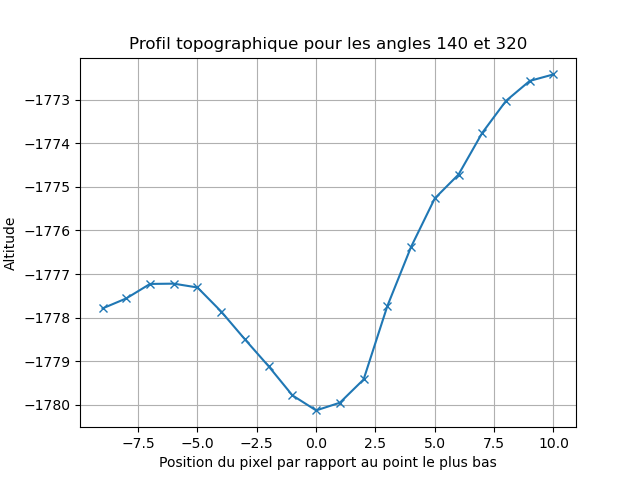 Profil topographique pour les angles 140 et 320
−1773
−1774
−1775
−1776
−1777
−1778
−1779
−1780
Altitude
−7.5 −5.0 −2.5 0.0 2.5 5.0 7.5 10.0
Position du pixel par rapport au point le plus bas